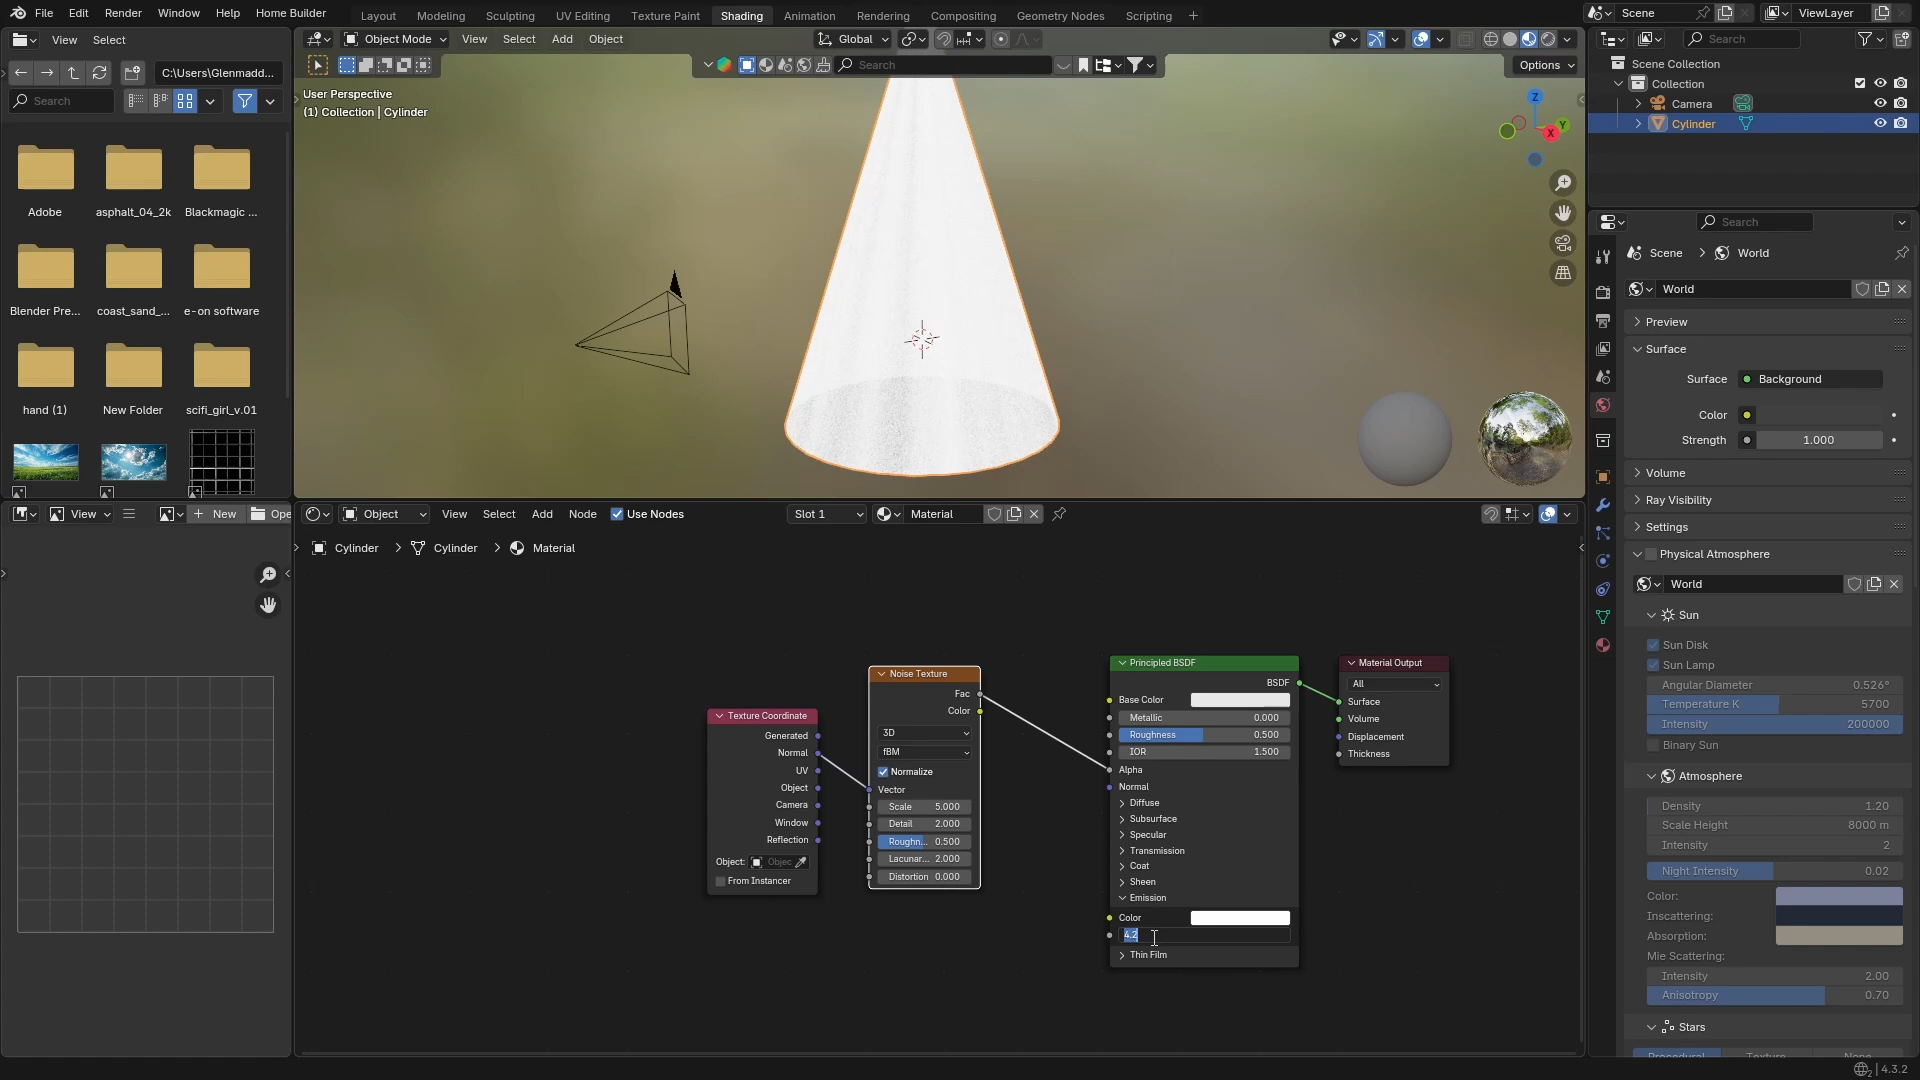 File Edit Render Window Help Home Builder
Layout Modeling Sculpting UV Editing Texture Paint Shading Animation Rendering Compositing Geometry Nodes Scripting +
Scene
ViewLayer
View Select
C:\Users\Glenmadd...
Search
Adobe
asphalt_04_2k
Blackmagic ...
Blender Pre...
coast_sand_...
e-on software
hand (1)
New Folder
scifi_girl_v.01
Object Mode View Select Add Object
Global
Search
Options
User Perspective
(1) Collection | Cylinder
Z
Y
X
Search
Scene Collection
Collection
Camera
Cylinder
Search
Scene > World
World
Preview
Surface
Surface Background
Color
Strength 1.000
Volume
Ray Visibility
Settings
Physical Atmosphere
World
Sun
Sun Disk
Sun Lamp
Angular Diameter 0.526°
Temperature K 5700
Intensity 200000
Binary Sun
Atmosphere
Density 1.20
Scale Height 8000 m
Intensity 2
Night Intensity 0.02
Color:
Inscattering:
Absorption:
Mie Scattering:
Intensity 2.00
Anisotropy 0.70
Stars
Procedural Texture None
View
+ New
Ope
Object View Select Add Node Use Nodes
Slot 1
Material
Cylinder > Cylinder > Material
Texture Coordinate
Generated
Normal
UV
Object
Camera
Window
Reflection
Object: Objec
From Instancer
Noise Texture
Fac
Color
3D
fBM
Normalize
Vector
Scale 5.000
Detail 2.000
Roughn... 0.500
Lacunar... 2.000
Distortion 0.000
Principled BSDF
BSDF
Base Color
Metallic 0.000
Roughness 0.500
IOR 1.500
Alpha
Normal
Diffuse
Subsurface
Specular
Transmission
Coat
Sheen
Emission
Color
4.2
Thin Film
Material Output
All
Surface
Volume
Displacement
Thickness
4.3.2